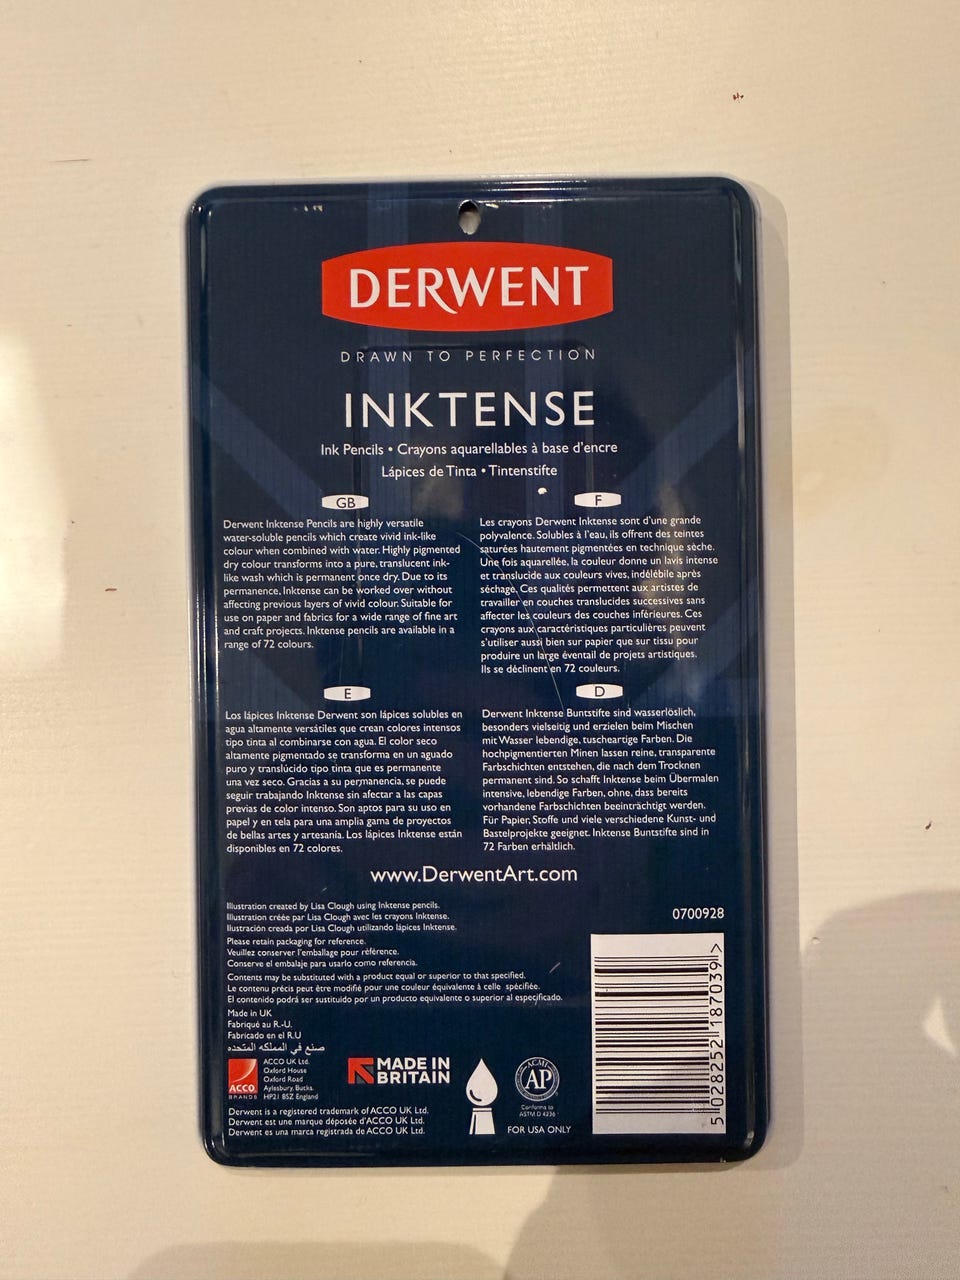 DERWENT
DRAWN TO PERFECTION
INKTENSE
Ink Pencils • Crayons aquarellables à base d'encre
Lápices de Tinta • Tintenstifte
GB
Derwent Inktense Pencils are highly versatile
water-soluble pencils which create vivid ink-like
colour when combined with water. Highly pigmented
dry colour transforms into a pure, translucent ink-
like wash which is permanent once dry. Due to its
permanence, Inktense can be worked over without
affecting previous layers of vivid colour. Suitable for
use on paper and fabrics for a wide range of fine art
and craft projects. Inktense pencils are available in a
range of 72 colours.
F
Les crayons Derwent Inktense sont d'une grande
polyvalence. Solubles à l'eau, ils offrent des teintes
saturées hautement pigmentées en technique sèche.
Une fois aquarellée, la couleur donne un lavis intense
et translucide aux couleurs vives, indélébile après
séchage. Ces qualités permettent aux artistes de
travailler en couches translucides successives sans
affecter les couleurs des couches inférieures. Ces
crayons aux caractéristiques particulières peuvent
s'utiliser aussi bien sur papier que sur tissu pour
produire un large éventail de projets artistiques.
Ils se déclinent en 72 couleurs.
E
Los lápices Inktense Derwent son lápices solubles en
agua altamente versátiles que crean colores intensos
tipo tinta al combinarse con agua. El color seco
altamente pigmentado se transforma en un aguado
puro y translúcido tipo tinta que es permanente
una vez seco. Gracias a su permanencia, se puede
seguir trabajando Inktense sin afectar a las capas
previas de color intenso. Son aptos para su uso en
papel y en tela para una amplia gama de proyectos
de bellas artes y artesanía. Los lápices Inktense están
disponibles en 72 colores.
D
Derwent Inktense Buntstifte sind wasserlöslich,
besonders vielseitig und erzielen beim Mischen
mit Wasser lebendige, tuscheartige Farben. Die
hochpigmentierten Minen lassen reine, transparente
Farbschichten entstehen, die nach dem Trocknen
permanent sind. So schafft Inktense beim Übermalen
intensive, lebendige Farben, ohne, dass bereits
vorhandene Farbschichten beeinträchtigt werden.
Für Papier, Stoffe und viele verschiedene Kunst- und
Bastelprojekte geeignet. Inktense Buntstifte sind in
72 Farben erhältlich.
www.DerwentArt.com
Illustration created by Lisa Clough using Inktense pencils.
Illustration créée par Lisa Clough avec les crayons Inktense.
Ilustración creada por Lisa Clough utilizando lápices Inktense.
Please retain packaging for reference.
Veuillez conserver l'emballage pour référence.
Conserve el embalaje para usarlo como referencia.
Contents may be substituted with a product equal or superior to that specified.
Le contenu précis peut être modifié pour une couleur équivalente à celle spécifiée.
El contenido podrá ser sustituido por un producto equivalente o superior al especificado.
Made in UK
Fabriqué au R.-U.
Fabricado en el R.U
صنع في المملكه المتحده
ACCO
BRANDS
ACCO UK Ltd.
Oxford House
Oxford Road
Aylesbury. Bucks.
HP21 8SZ England
MADE IN
BRITAIN
ACMI
AP
Conforms to
ASTM D 4236
FOR USA ONLY
Derwent is a registered trademark of ACCO UK Ltd.
Derwent est une marque déposée d'ACCO UK Ltd.
Derwent es una marca registrada de ACCO UK Ltd.
0700928
5 028252 187039 >